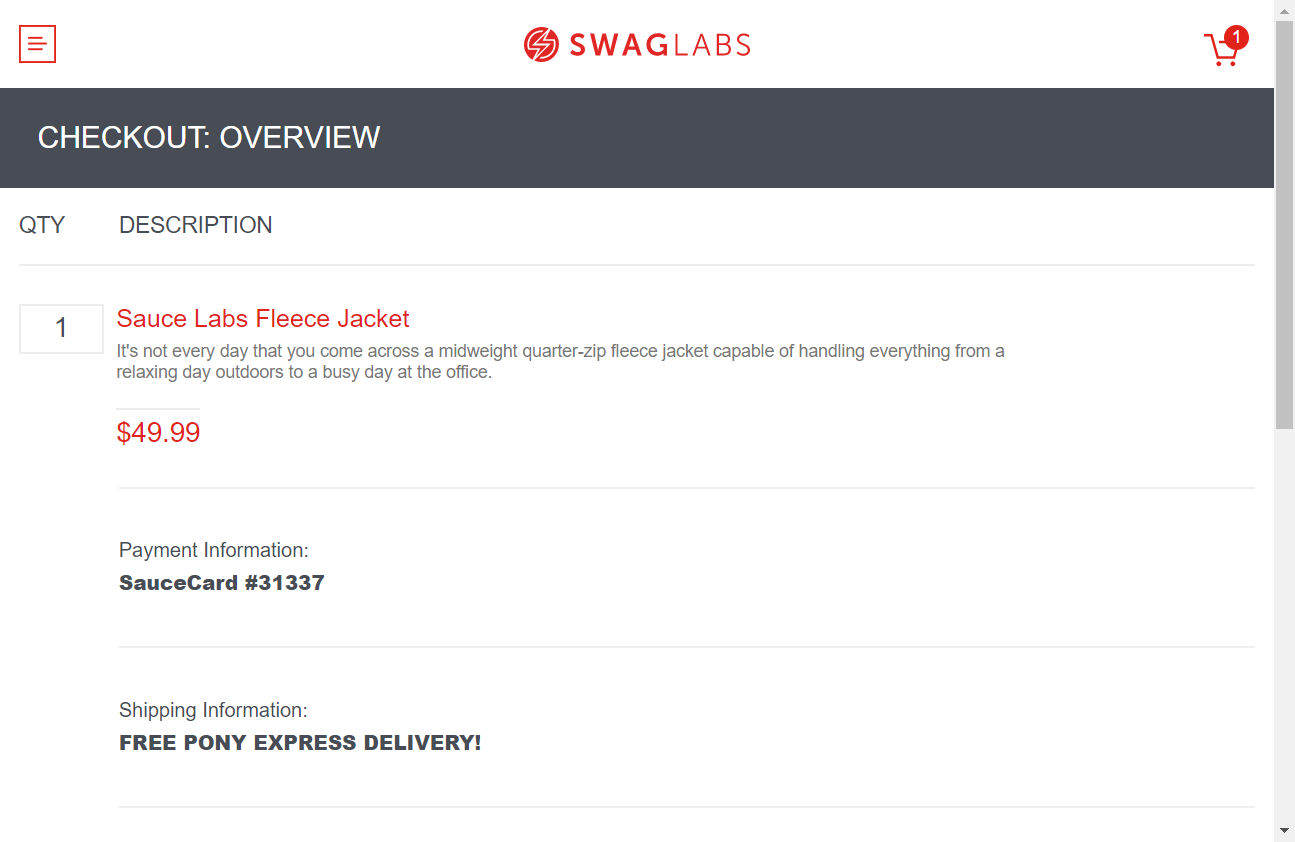 SWAGLABS
1
CHECKOUT: OVERVIEW
QTY DESCRIPTION
1
Sauce Labs Fleece Jacket
It's not every day that you come across a midweight quarter-zip fleece jacket capable of handling everything from a
relaxing day outdoors to a busy day at the office.
$49.99
Payment Information:
SauceCard #31337
Shipping Information:
FREE PONY EXPRESS DELIVERY!